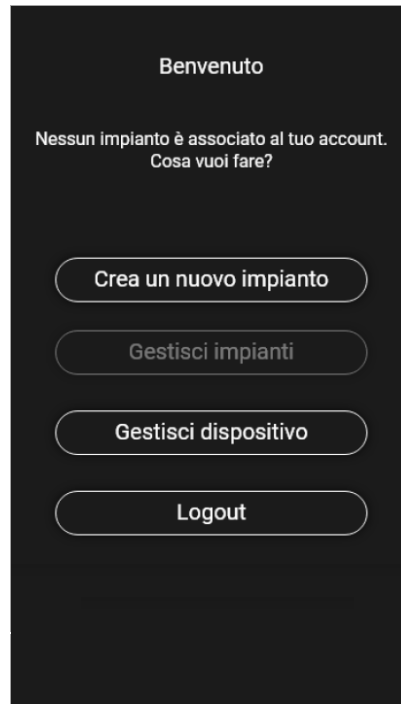 Benvenuto
Nessun impianto è associato al tuo account.
Cosa vuoi fare?
Crea un nuovo impianto
Gestisci impianti
Gestisci dispositivo
Logout